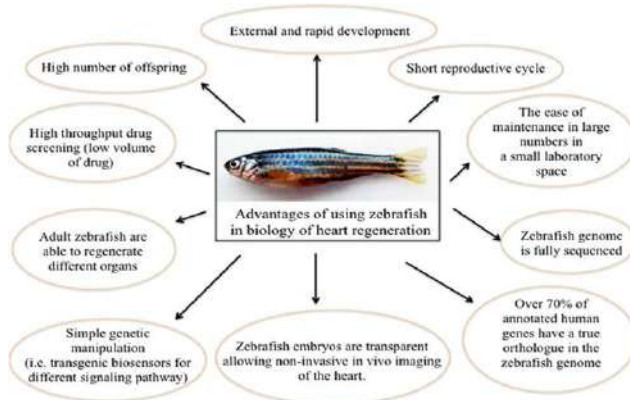 External and rapid development
High number of offspring
Short reproductive cycle
High throughput drug
screening (low volume
of drug)
The ease of
maintenance in large
numbers in
a small laboratory
space
Advantages of using zebrafish
in biology of heart regeneration
Adult zebrafish are
able to regenerate
different organs
Zebrafish genome
is fully sequenced
Simple genetic
manipulation
(i.e. transgenic biosensors for
different signaling pathway)
Zebrafish embryos are transparent
allowing non-invasive in vivo imaging
of the heart.
Over 70% of
annotated human
genes have a true
orthologue in the
zebrafish genome